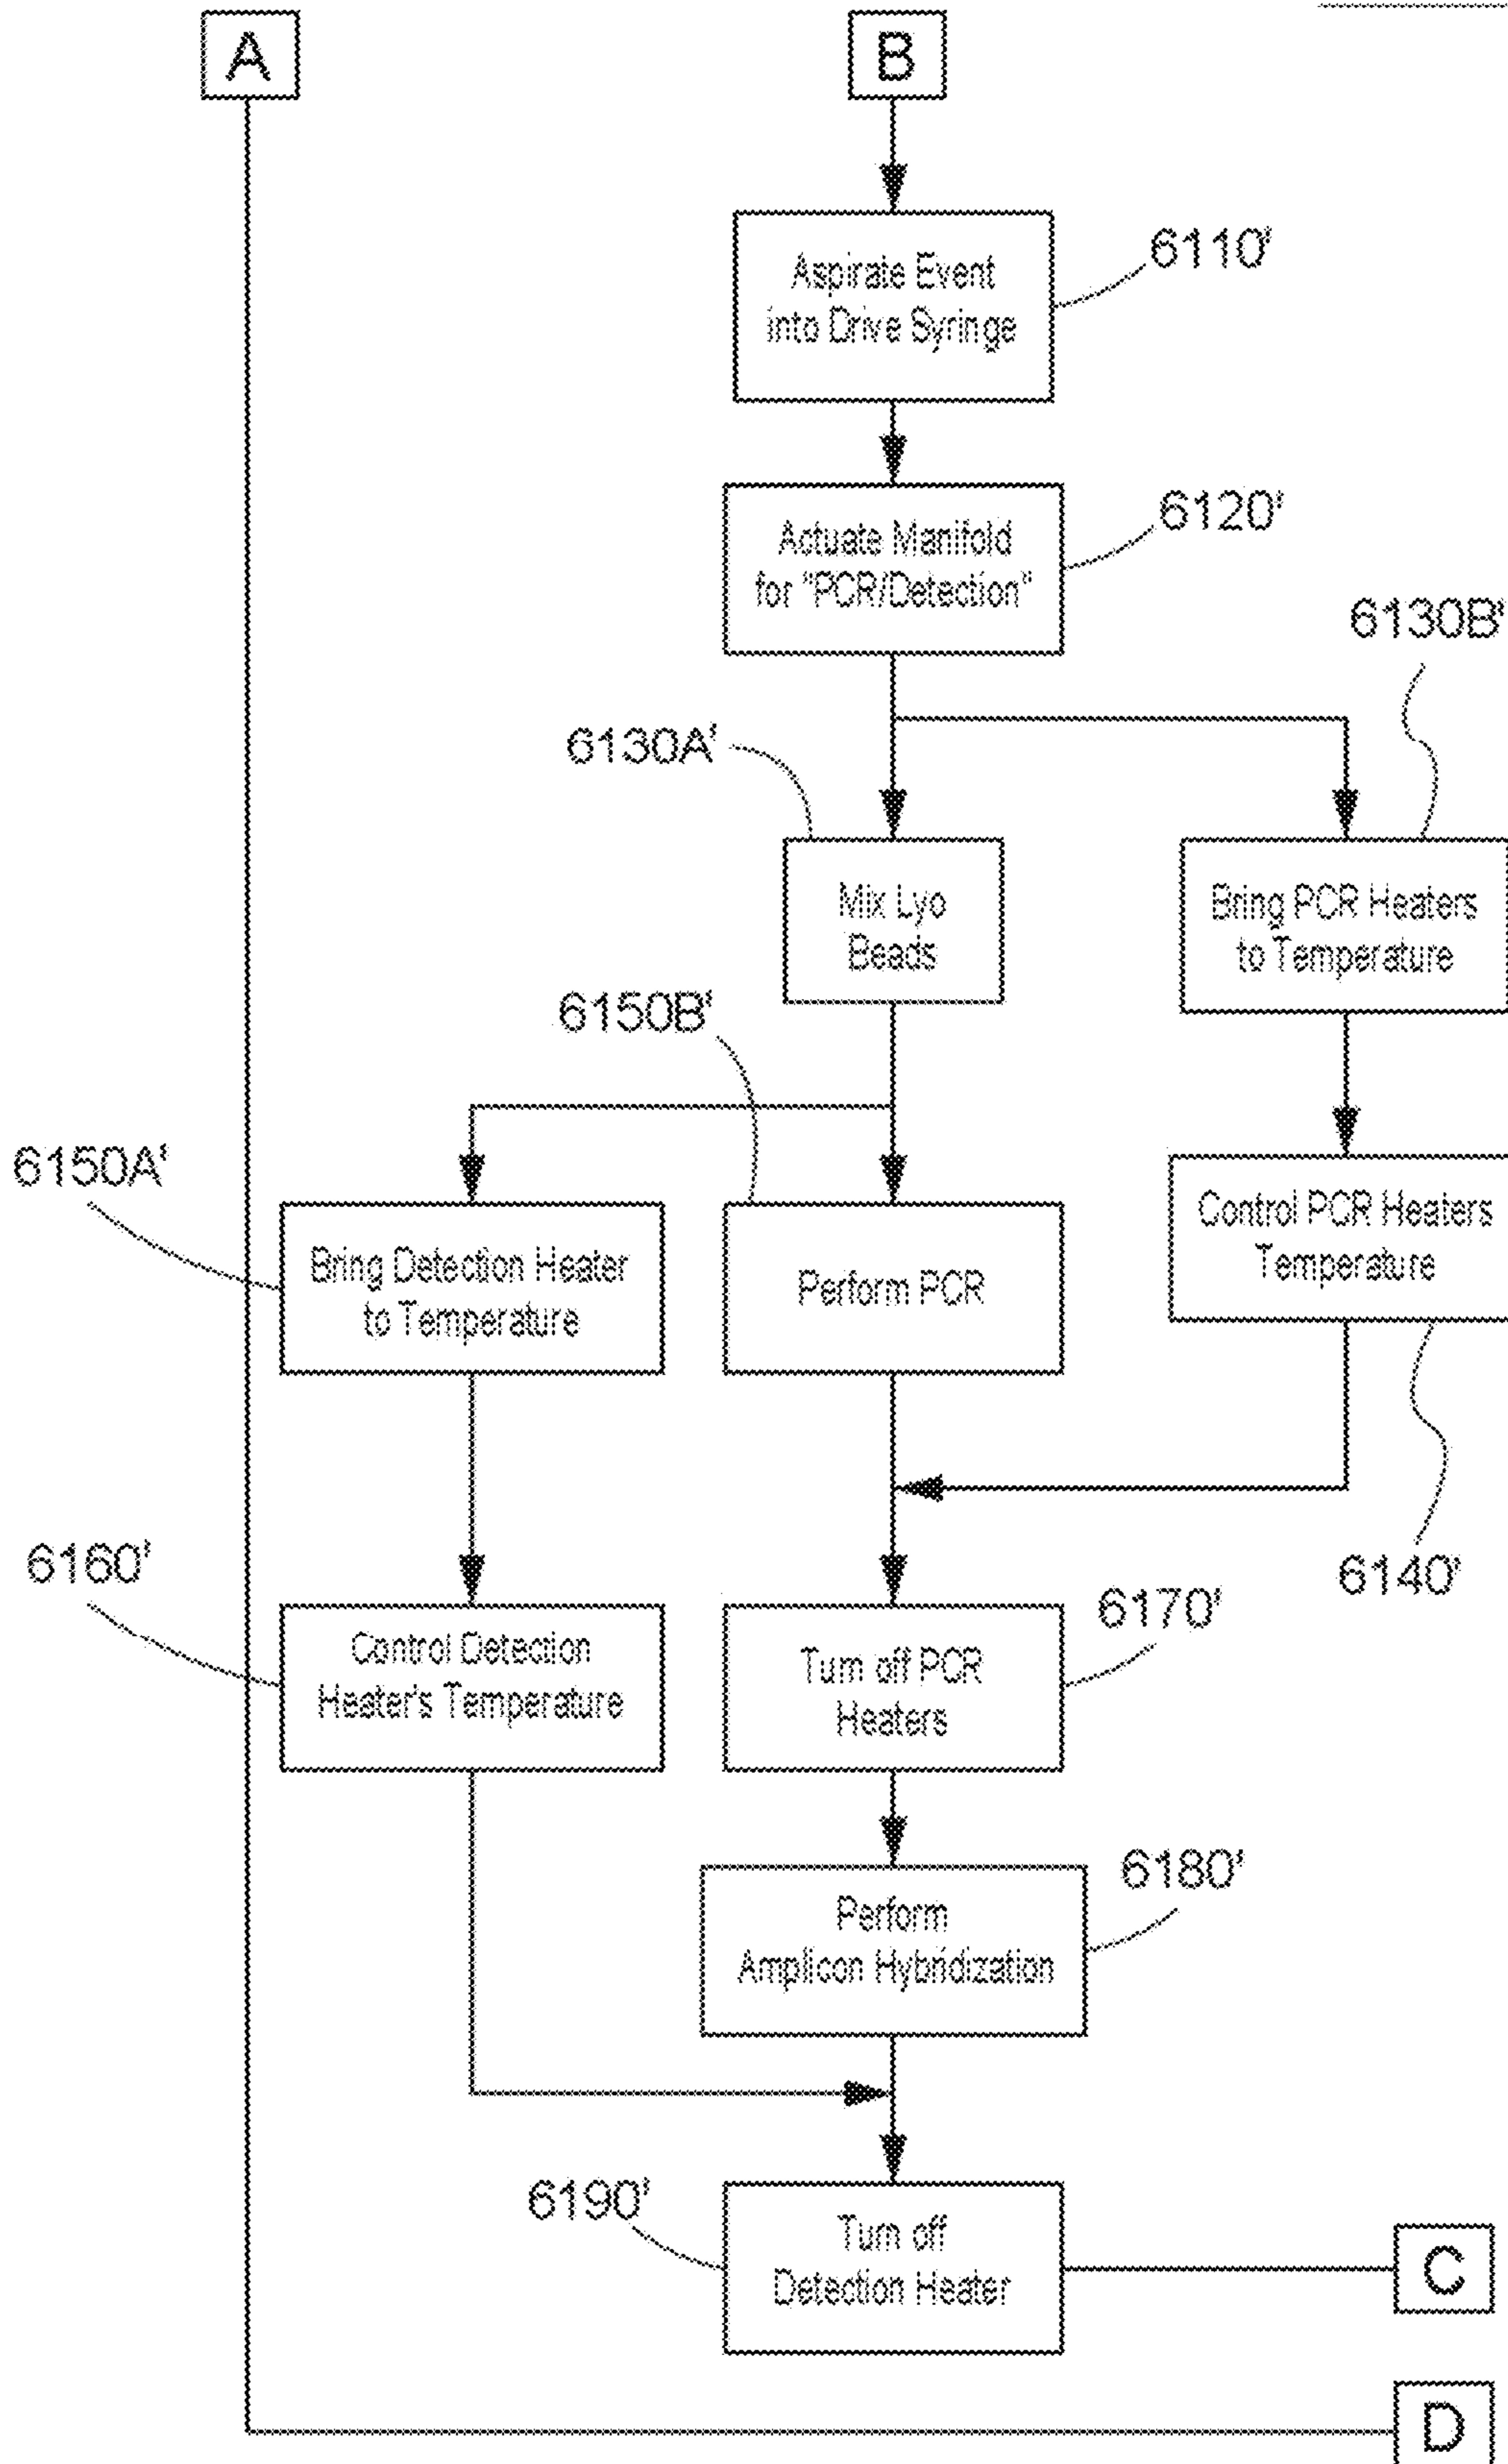 A
B
Aspirate Event
into Drive Syringe
6110'
Actuate Manifold
for "PCR/Detection"
6120'
6130B'
6130A'
Mix Lyo
Beads
Bring PCR Heaters
to Temperature
6150B'
6150A'
Bring Detection Heater
to Temperature
Perform PCR
Control PCR Heaters
Temperature
6160'
6140'
Control Detection
Heater's Temperature
Turn off PCR
Heaters
6170'
Perform
Amplicon Hybridization
6180'
6190'
Turn off
Detection Heater
C
D